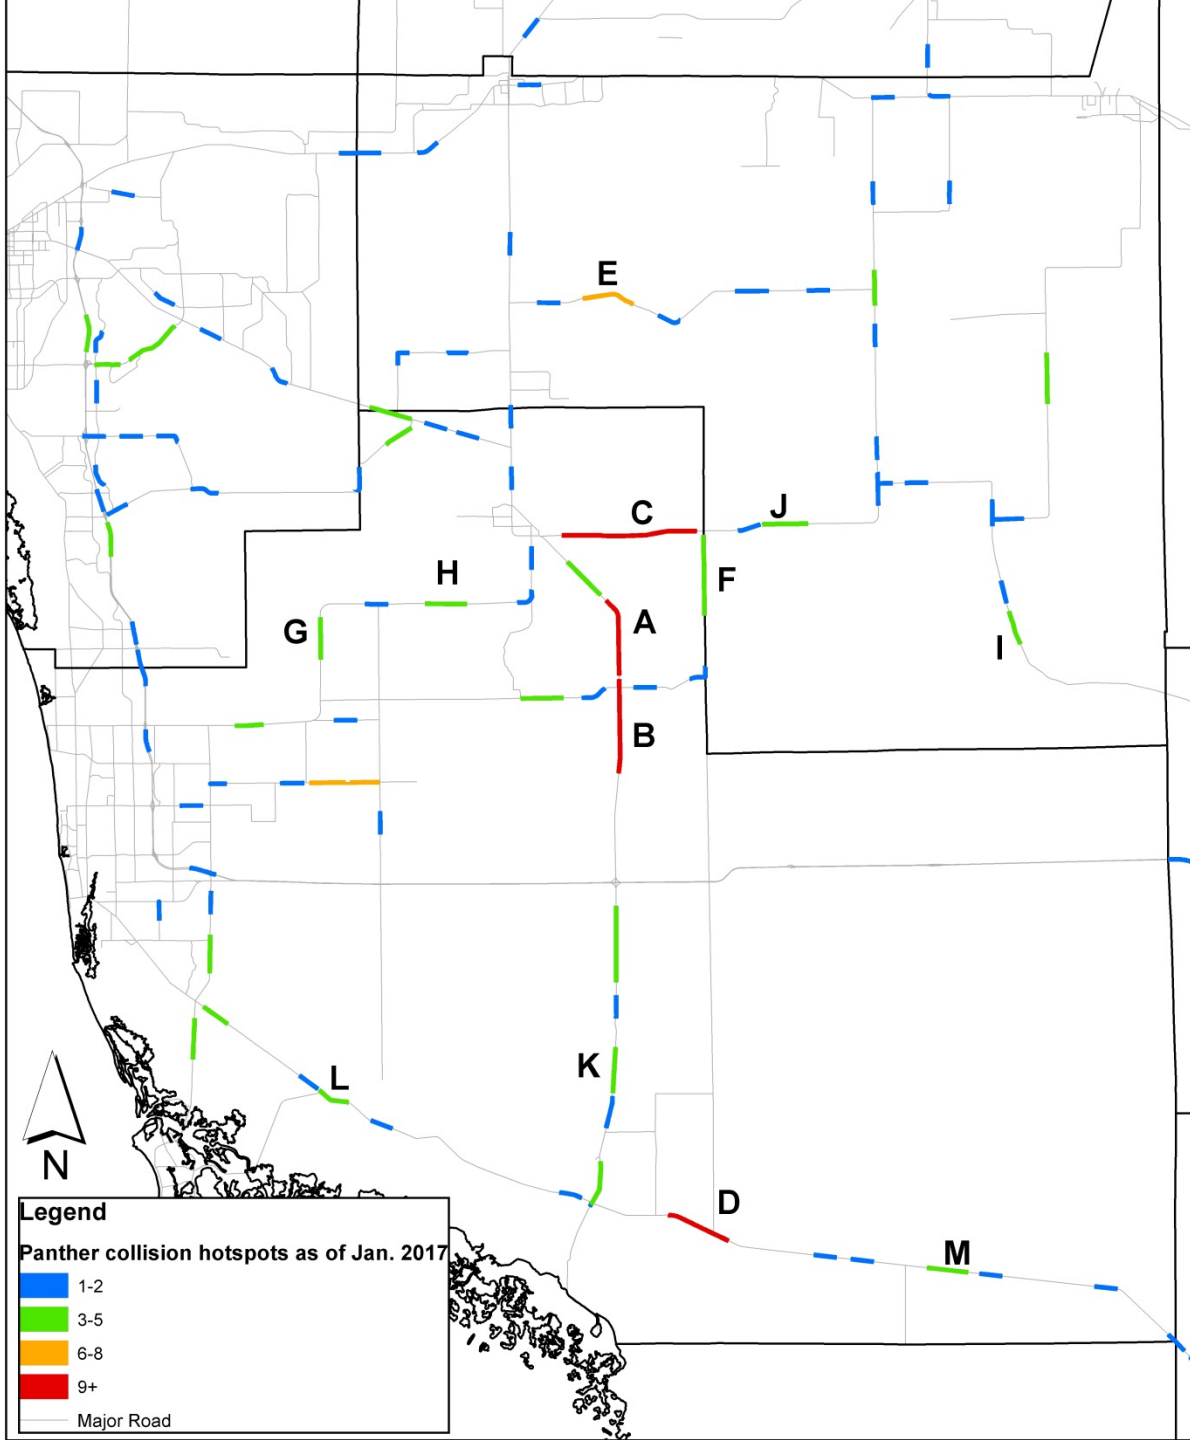 E
C
J
H
F
A
G
I
B
K
L
D
M
N
Legend
Panther collision hotspots as of Jan. 2017
1-2
3-5
6-8
9+
Major Road